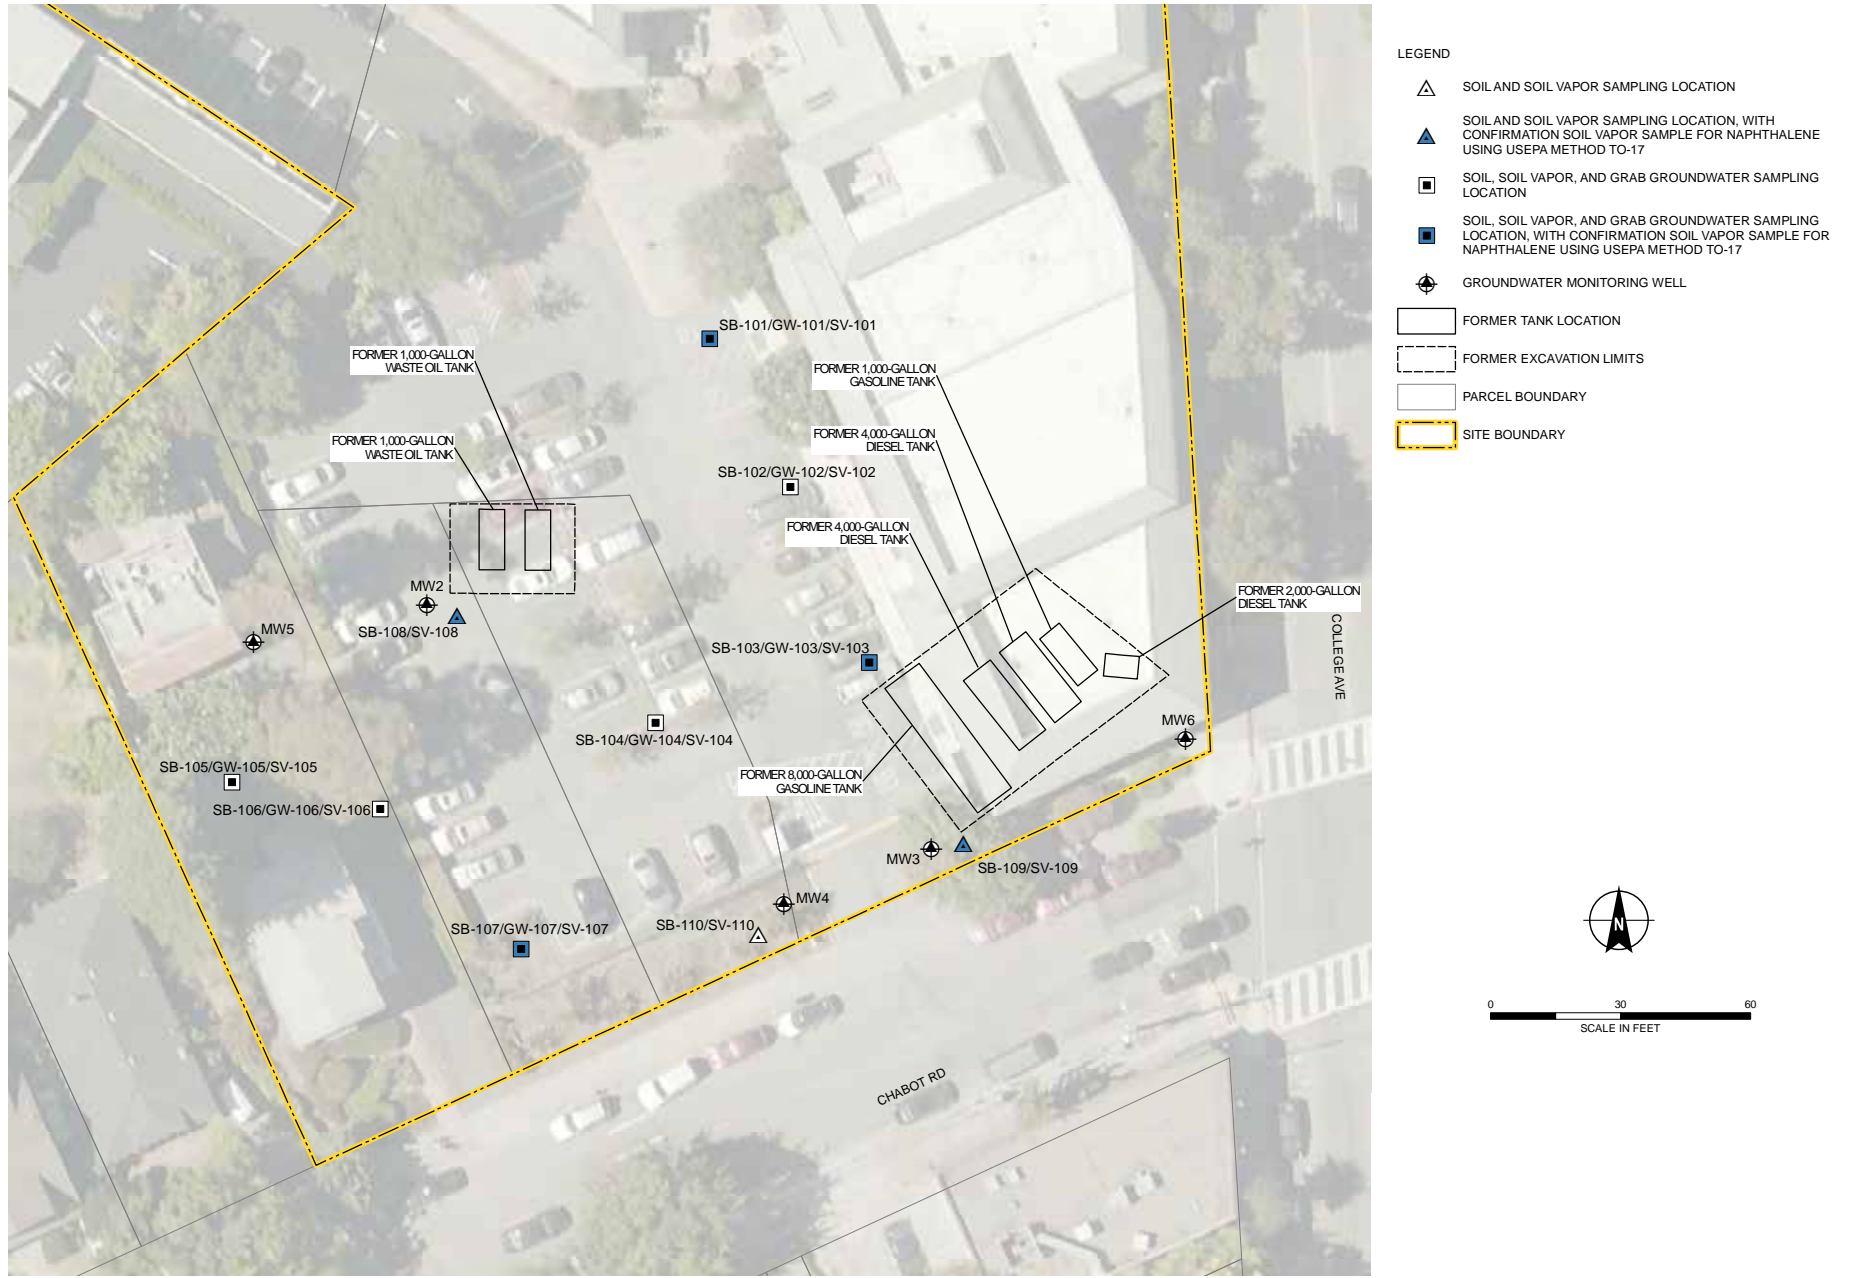 SB-101/GW-101/SV-101
FORMER 1,000-GALLON
WASTE OIL TANK
FORMER 1,000-GALLON
GASOLINE TANK
FORMER 1,000-GALLON
WASTE OIL TANK
FORMER 4,000-GALLON
DIESEL TANK
SB-102/GW-102/SV-102
FORMER 4,000-GALLON
DIESEL TANK
MW2
FORMER 2,000-GALLON
DIESEL TANK
MW5
SB-108/SV-108
SB-103/GW-103/SV-103
COLLEGE AVE
MW6
SB-104/GW-104/SV-104
SB-105/GW-105/SV-105
FORMER 8,000-GALLON
GASOLINE TANK
SB-106/GW-106/SV-106
MW3
SB-109/SV-109
MW4
SB-110/SV-110
SB-107/GW-107/SV-107
CHABOT RD
LEGEND
SOIL AND SOIL VAPOR SAMPLING LOCATION
SOIL AND SOIL VAPOR SAMPLING LOCATION, WITH
CONFIRMATION SOIL VAPOR SAMPLE FOR NAPHTHALENE
USING USEPA METHOD TO-17
SOIL, SOIL VAPOR, AND GRAB GROUNDWATER SAMPLING
LOCATION
SOIL, SOIL VAPOR, AND GRAB GROUNDWATER SAMPLING
LOCATION, WITH CONFIRMATION SOIL VAPOR SAMPLE FOR
NAPHTHALENE USING USEPA METHOD TO-17
GROUNDWATER MONITORING WELL
FORMER TANK LOCATION
FORMER EXCAVATION LIMITS
PARCEL BOUNDARY
SITE BOUNDARY
N
0 30 60
SCALE IN FEET